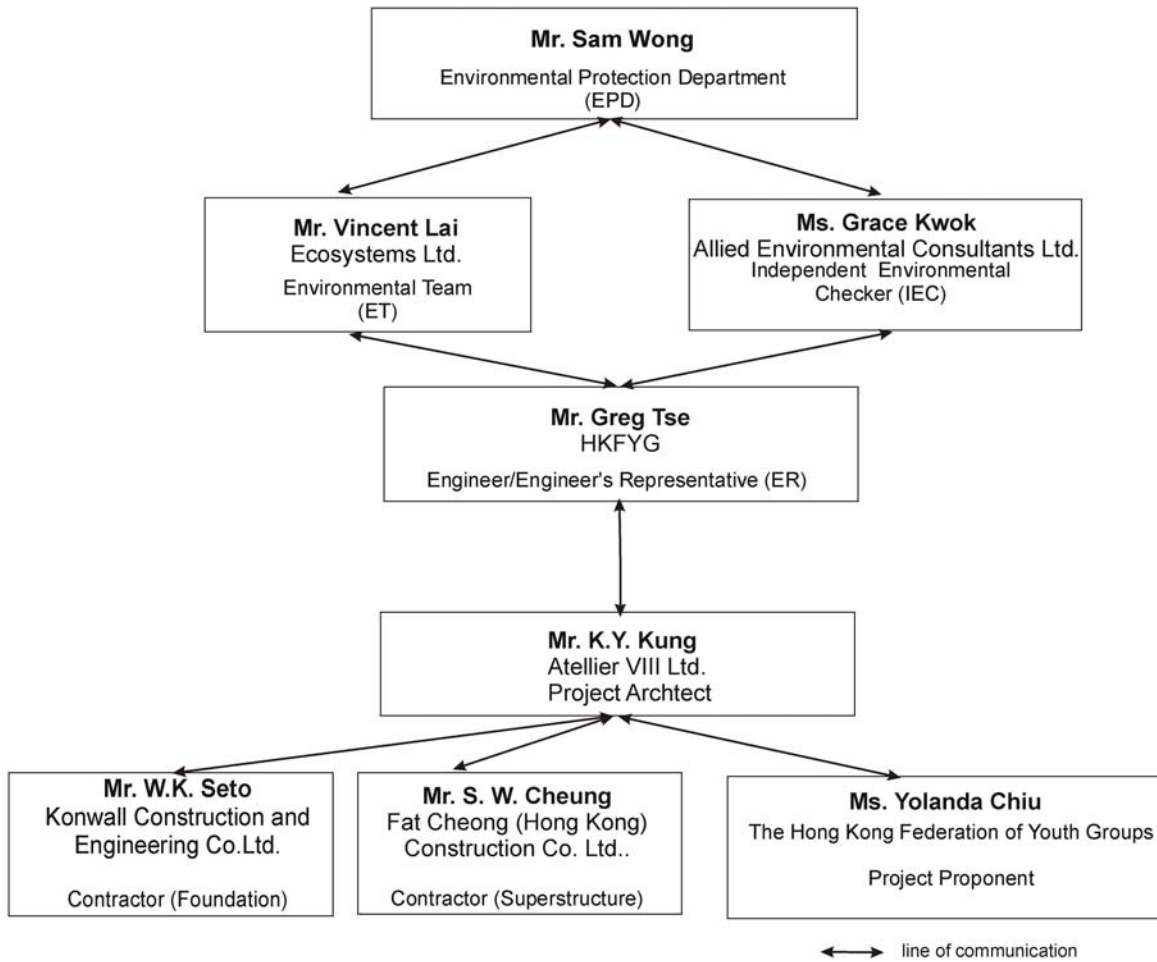 Mr. Sam Wong
Environmental Protection Department
(EPD)
Mr. Vincent Lai
Ecosystems Ltd.
Environmental Team
(ET)
Ms. Grace Kwok
Allied Environmental Consultants Ltd.
Independent Environmental
Checker (IEC)
Mr. Greg Tse
HKFYG
Engineer/Engineer's Representative (ER)
Mr. K.Y. Kung
Atellier VIII Ltd.
Project Archtect
Mr. W.K. Seto
Konwall Construction and
Engineering Co.Ltd.
Contractor (Foundation)
Mr. S. W. Cheung
Fat Cheong (Hong Kong)
Construction Co. Ltd..
Contractor (Superstructure)
Ms. Yolanda Chiu
The Hong Kong Federation of Youth Groups
Project Proponent
line of communication